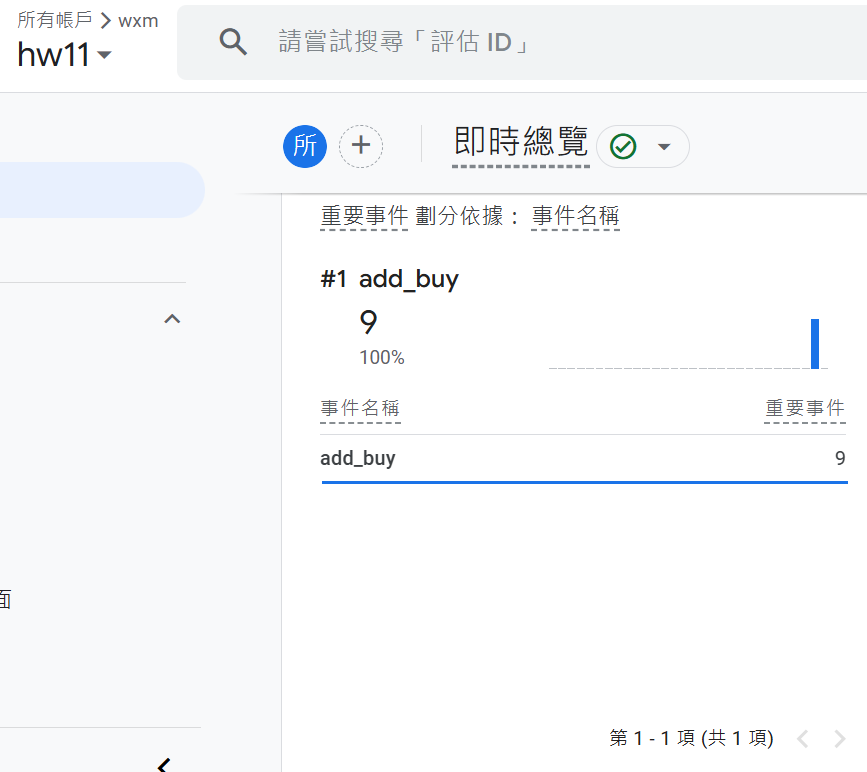 所有帳戶 > wxm
hw11
請嘗試搜尋「評估 ID」
所
即時總覽
重要事件 劃分依據： 事件名稱
#1 add_buy
9
100%
事件名稱 重要事件
add_buy 9
面
第 1 - 1 項 (共 1 項)